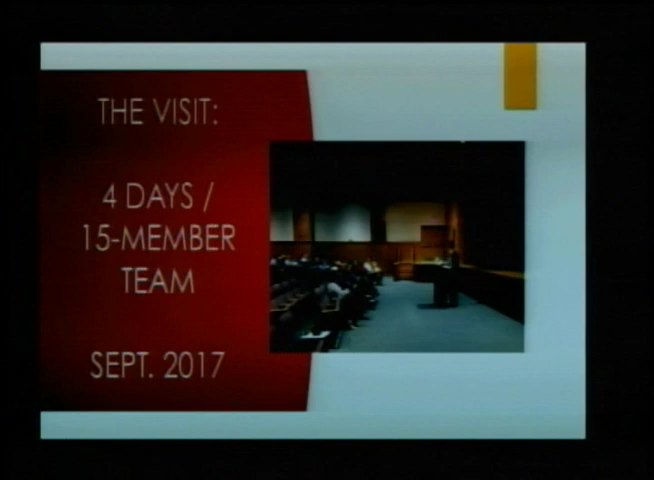 THE VISIT:
4 DAYS /
15-MEMBER
TEAM
SEPT. 2017